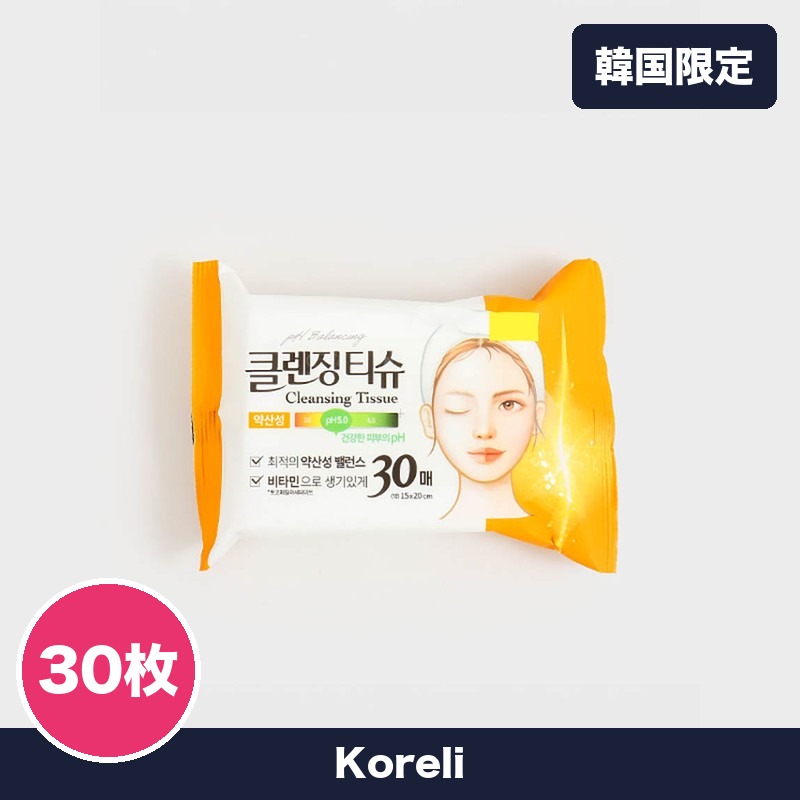 韓国限定
pH Balancing
클렌징 티슈
Cleansing Tissue
약산성
pH5.0
건강한 피부의 pH
최적의 약산성 밸런스
비타민으로 생기있게
30매
15x20cm
30枚
Koreli